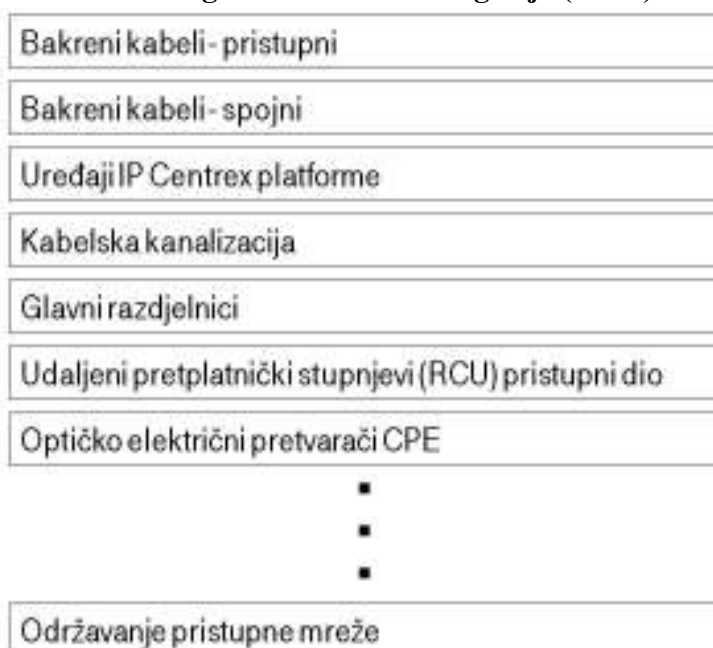 Bakreni kabeli - pristupni
Bakreni kabeli - spojni
Uređaji IP Centrex platforme
Kabelska kanalizacija
Glavni razdjelnici
Udaljeni pretplatnički stupnjevi (RCU) pristupni dio
Optičko električni pretvarači CPE
Održavanje pristupne mreže